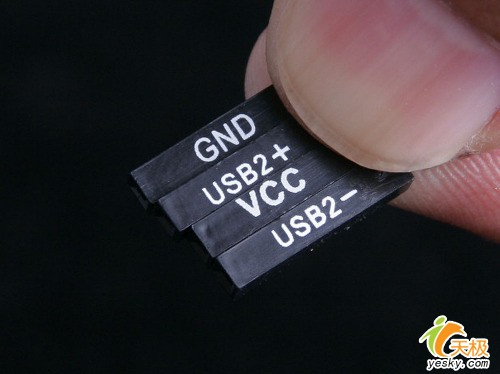 GND
USB2+
VCC
USB2-
天极
yesky.com